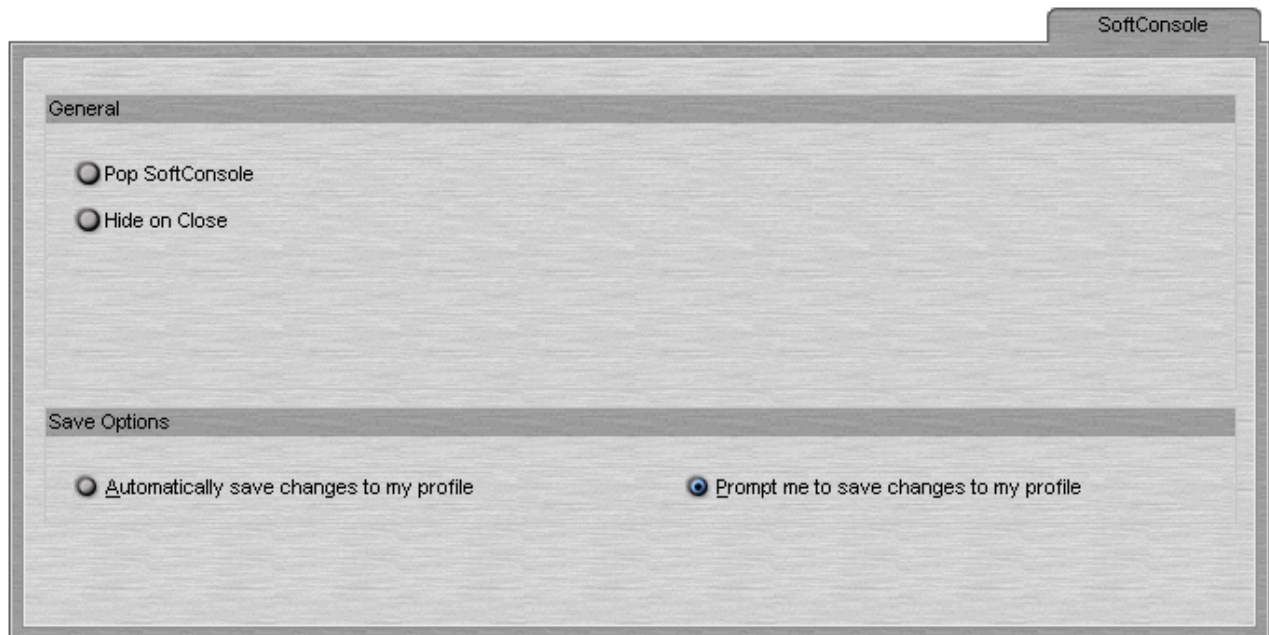 SoftConsole
General
Pop SoftConsole
Hide on Close
Save Options
Automatically save changes to my profile
Prompt me to save changes to my profile